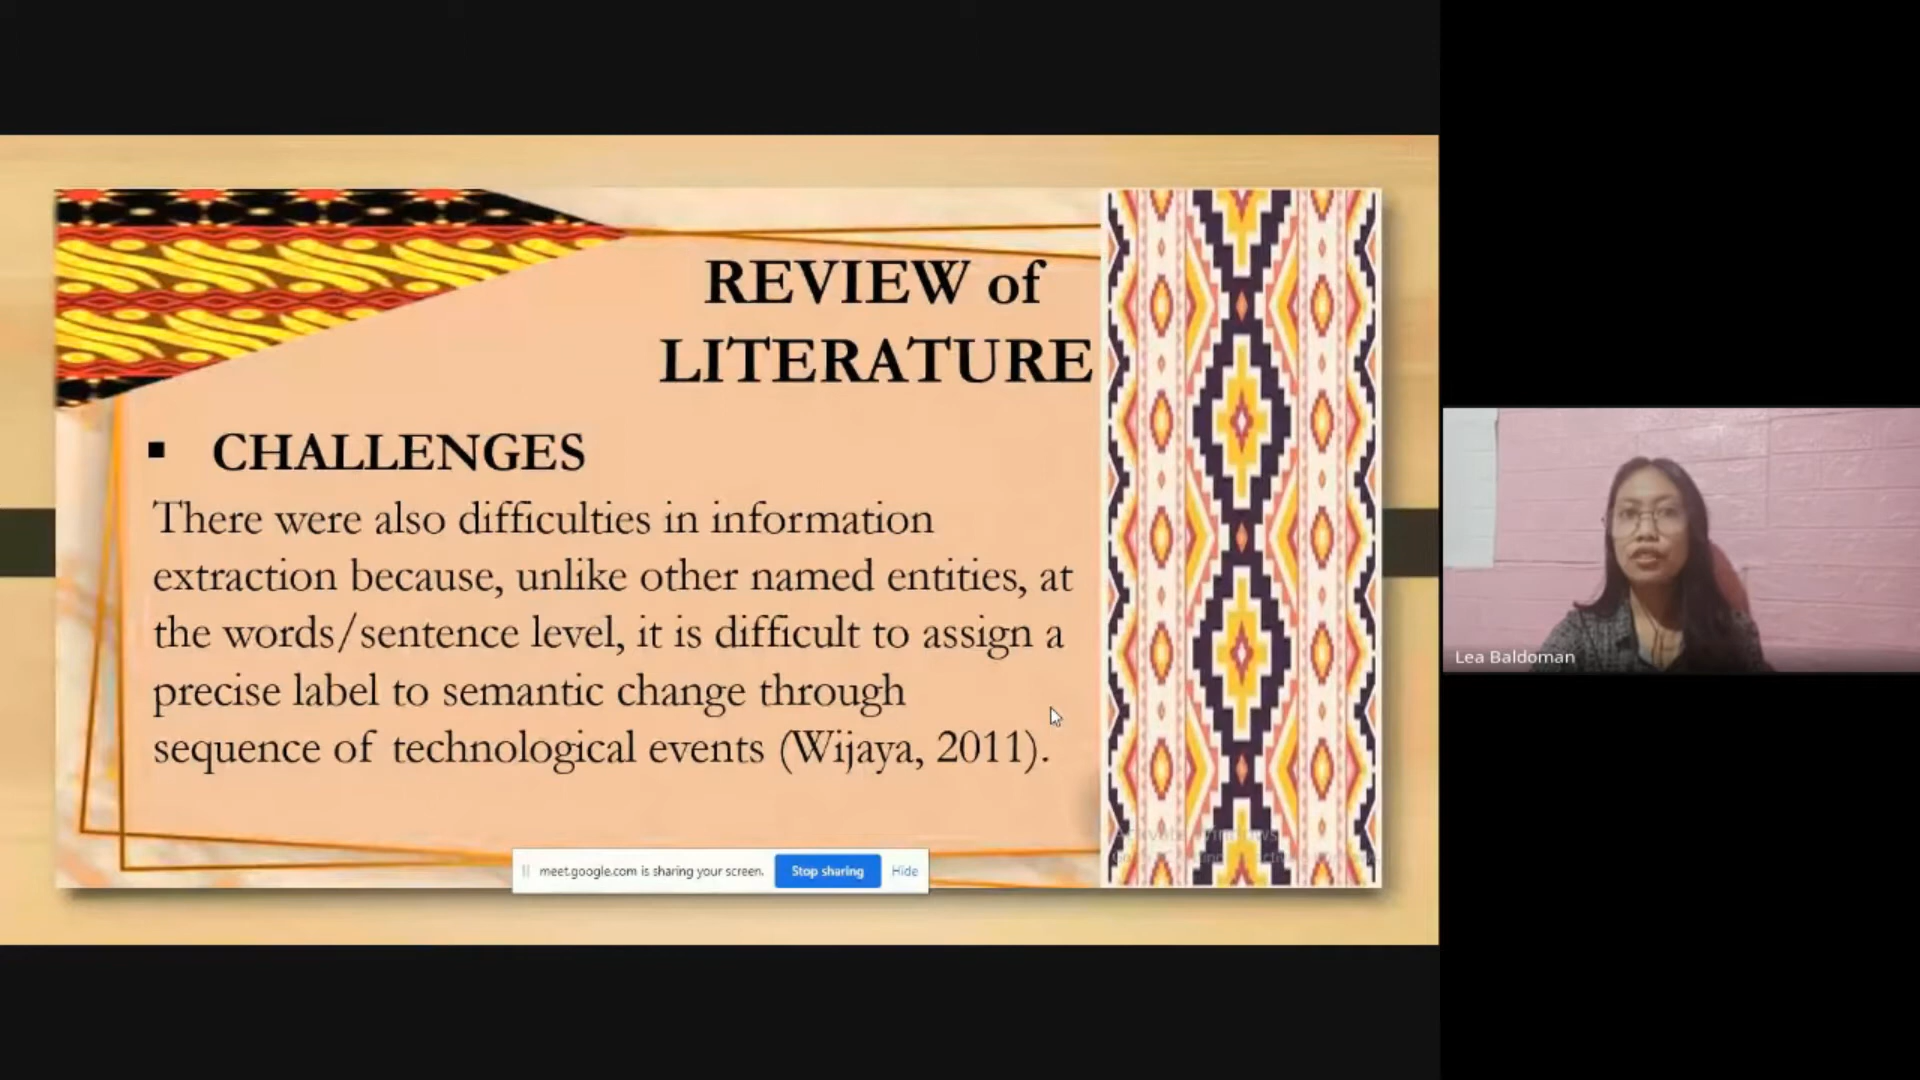 REVIEW of
LITERATURE
▪ CHALLENGES
There were also difficulties in information
extraction because, unlike other named entities, at
the words/sentence level, it is difficult to assign a
precise label to semantic change through
sequence of technological events (Wijaya, 2011).
meet.google.com is sharing your screen. Stop sharing Hide
Lea Baldoman